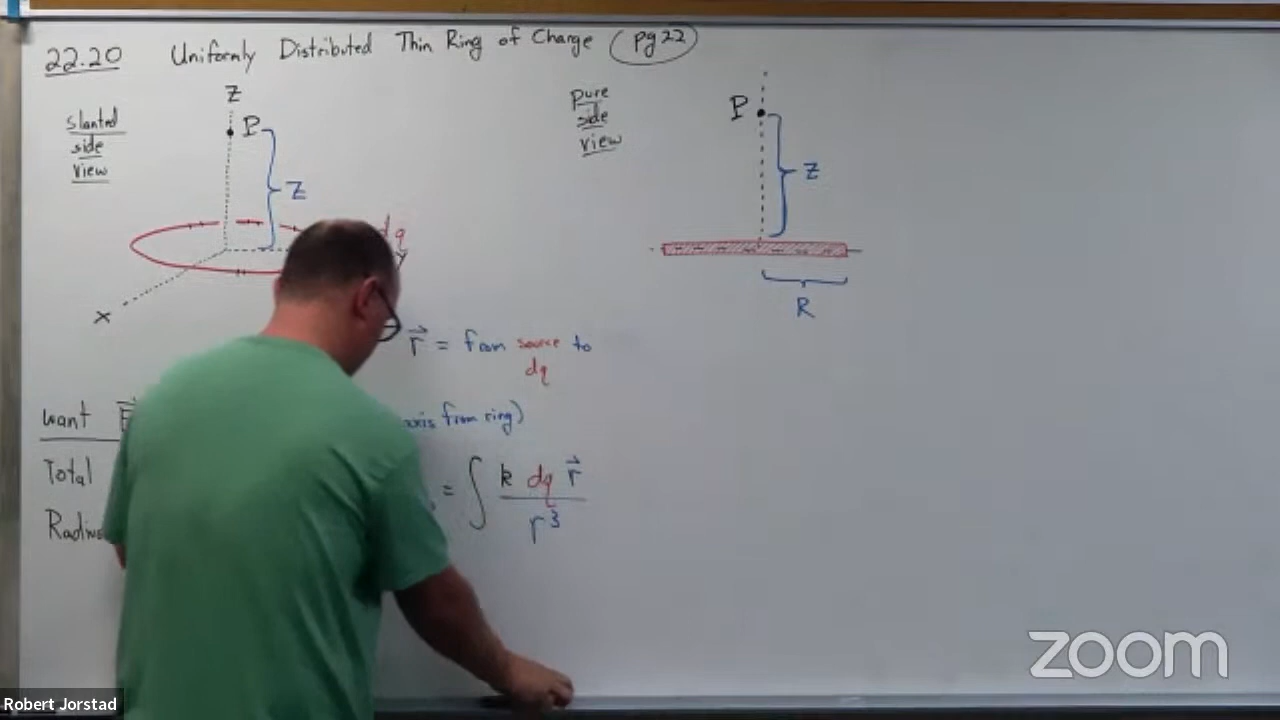 22.20 Uniformly Distributed Thin Ring of Charge (pg 22)
slanted
side
view
Z
P
Z
dq
y
x
pure
side
view
P
Z
R
r⃗ = from source to
dq
want E⃗
axis from ring)
Total
= ∫ k dq r⃗
r³
Radius
zoom
Robert Jorstad